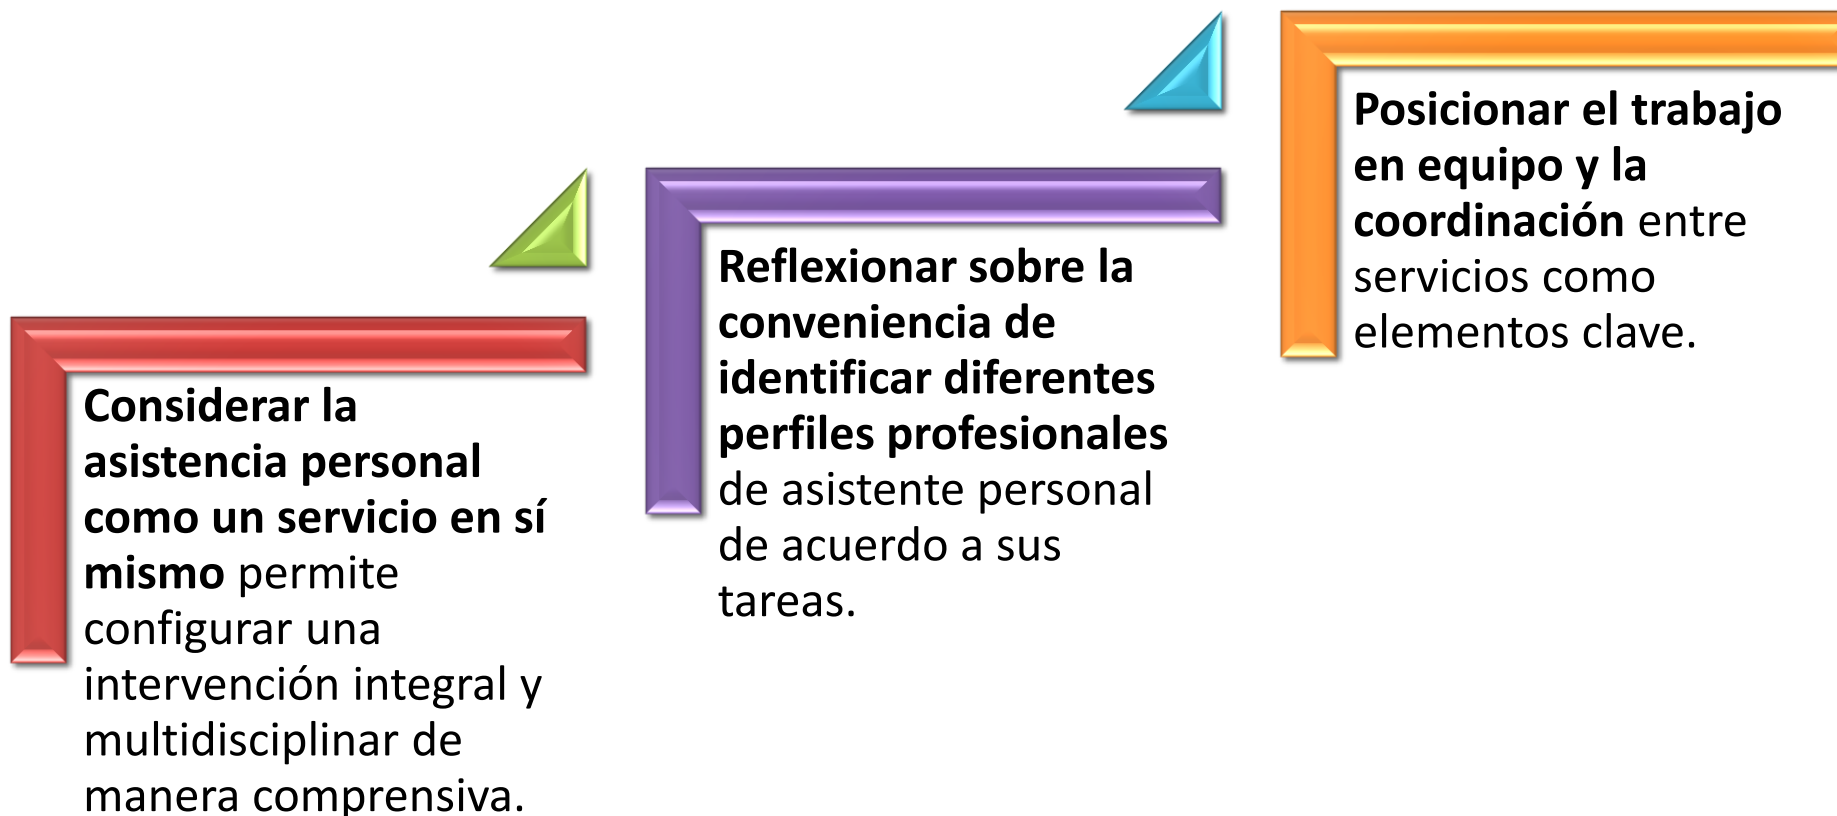 Considerar la
asistencia personal
como un servicio en sí
mismo permite
configurar una
intervención integral y
multidisciplinar de
manera comprensiva.
Reflexionar sobre la
conveniencia de
identificar diferentes
perfiles profesionales
de asistente personal
de acuerdo a sus
tareas.
Posicionar el trabajo
en equipo y la
coordinación entre
servicios como
elementos clave.